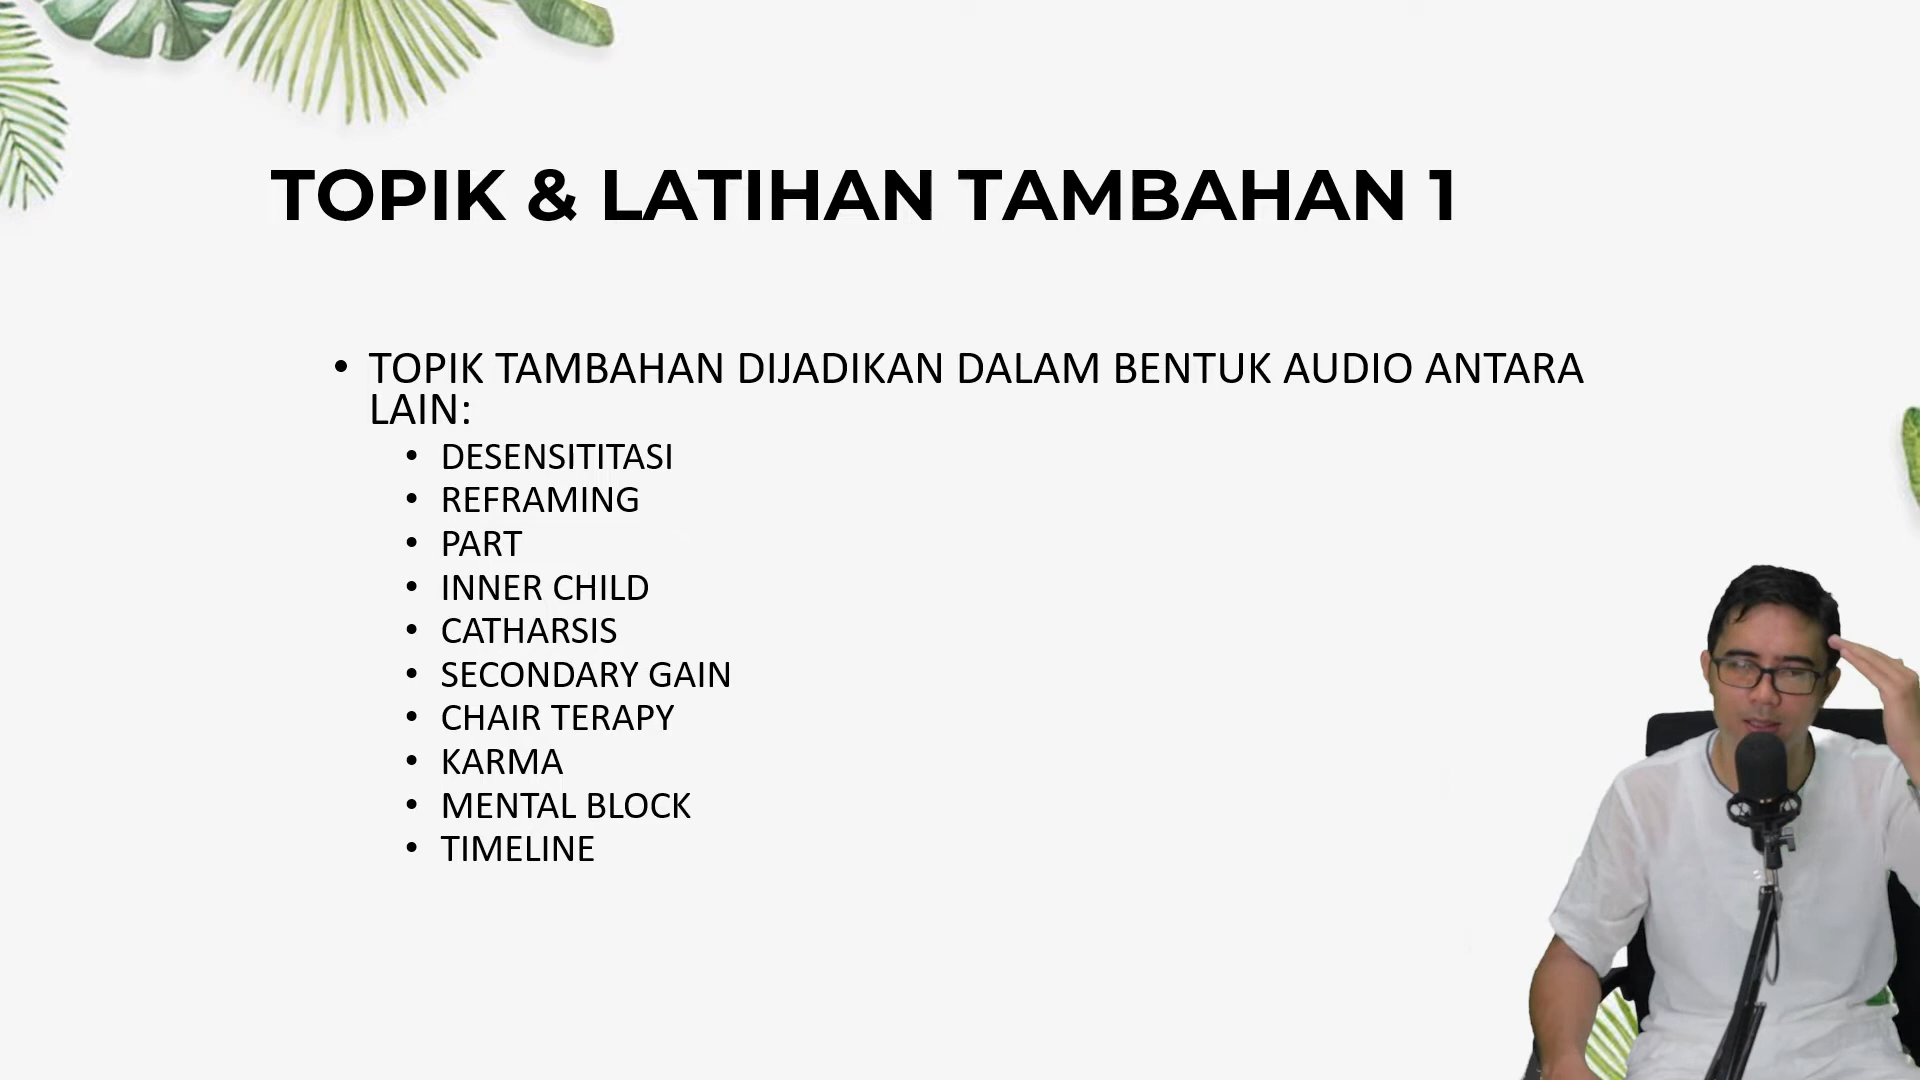 TOPIK & LATIHAN TAMBAHAN 1
• TOPIK TAMBAHAN DIJADIKAN DALAM BENTUK AUDIO ANTARA
LAIN:
• DESENSITITASI
• REFRAMING
• PART
• INNER CHILD
• CATHARSIS
• SECONDARY GAIN
• CHAIR TERAPY
• KARMA
• MENTAL BLOCK
• TIMELINE